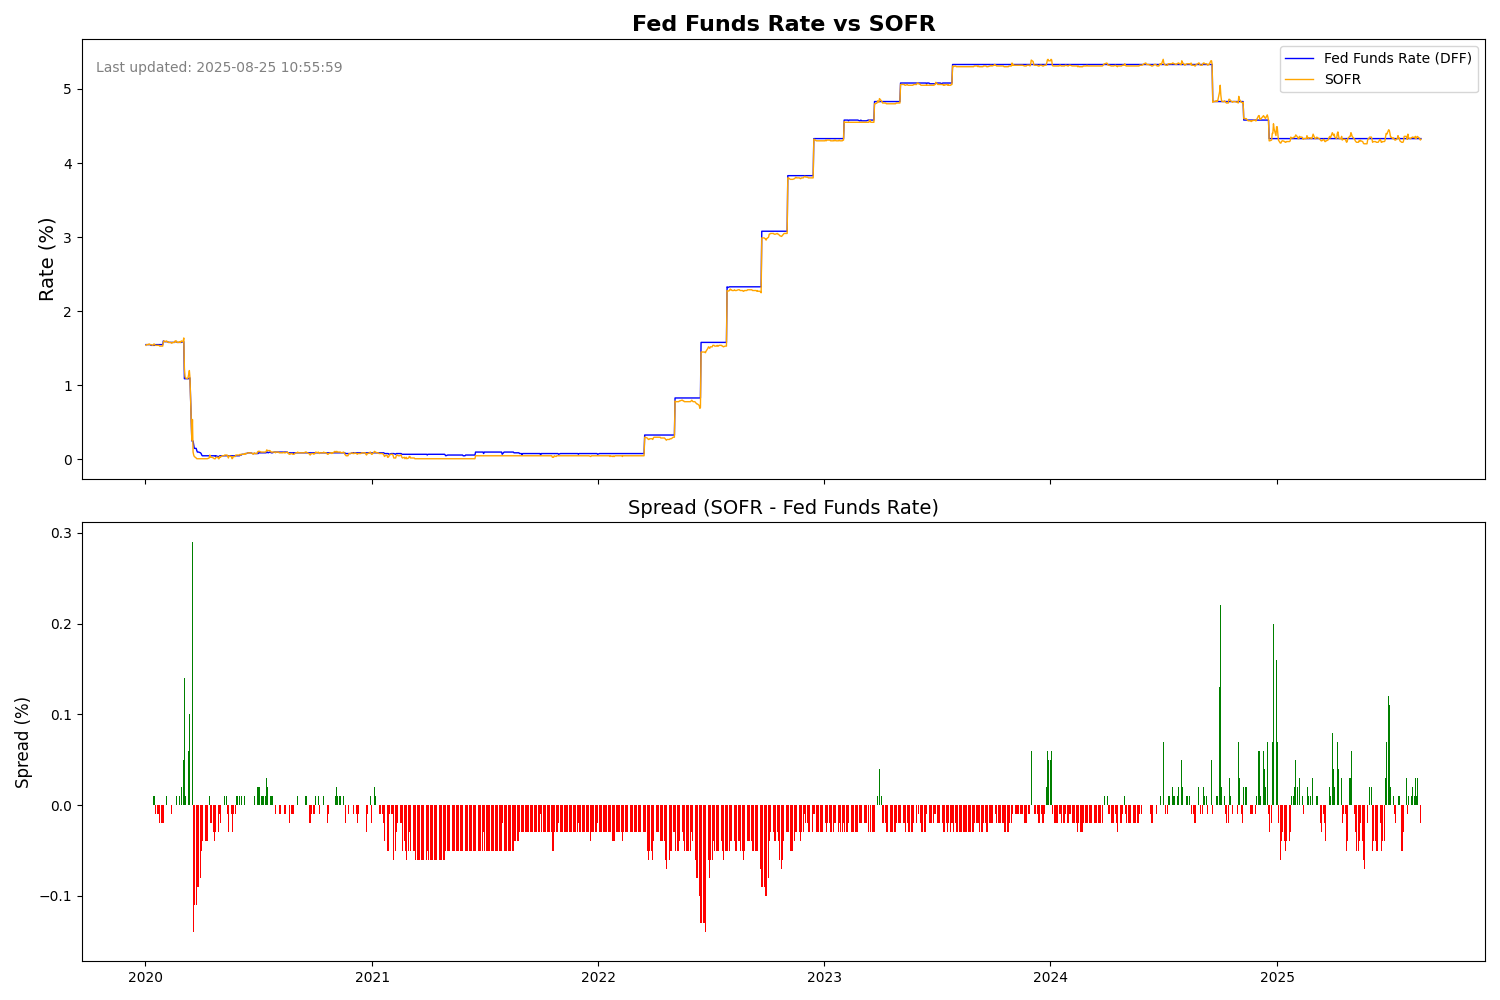 Fed Funds Rate vs SOFR
Last updated: 2025-08-25 10:55:59
Fed Funds Rate (DFF)
SOFR
Rate (%)
5
4
3
2
1
0
Spread (SOFR - Fed Funds Rate)
Spread (%)
0.3
0.2
0.1
0.0
−0.1
2020
2021
2022
2023
2024
2025